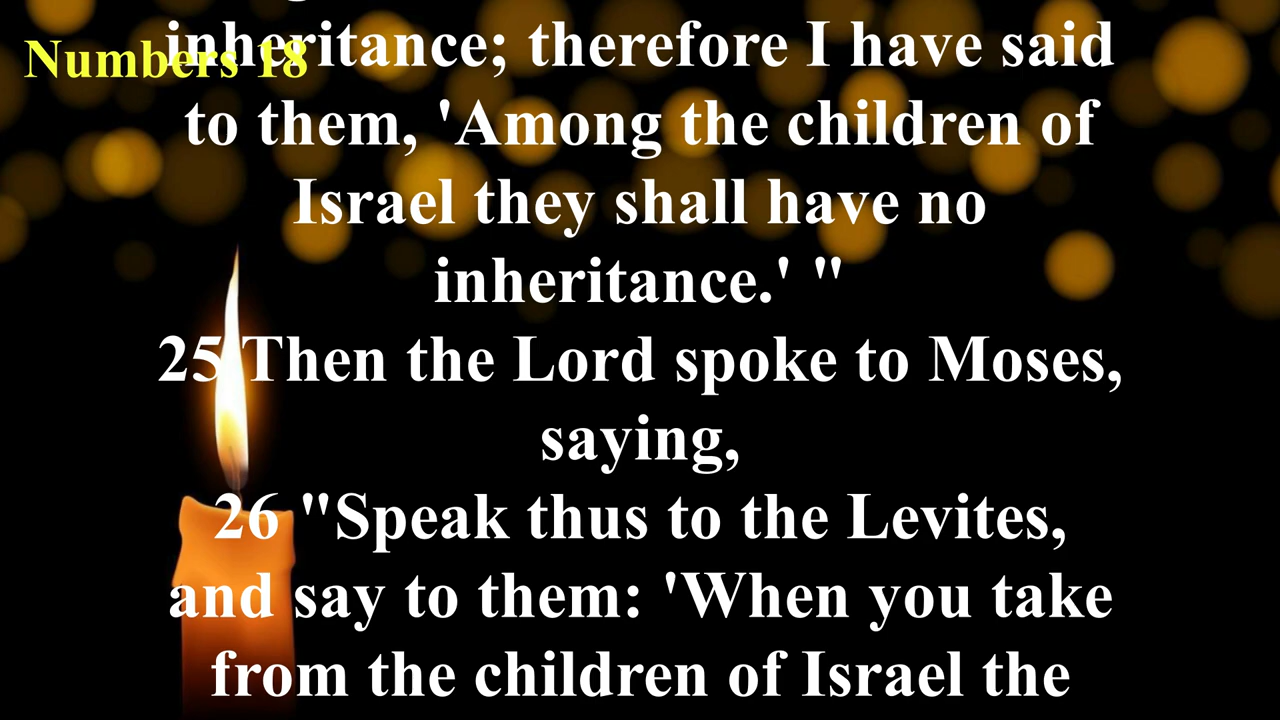 Numbers 18
inheritance; therefore I have said
to them, 'Among the children of
Israel they shall have no
inheritance.' "
25 Then the Lord spoke to Moses,
saying,
26 "Speak thus to the Levites,
and say to them: 'When you take
from the children of Israel the